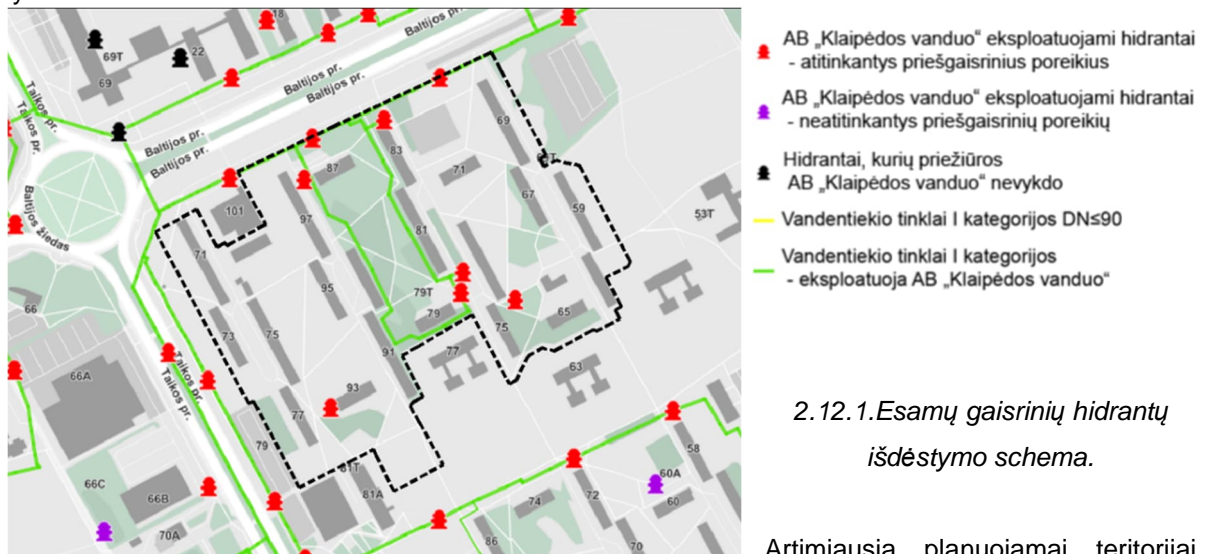 18
22
69T
69
Taikos pr.
Taikos pr.
Baltijos pr.
Baltijos pr.
Baltijos pr.
Baltijos pr.
Baltijos žiedas
87
83
69
71
67
59
53T
101
97
81
71
95
79T
79
75
65
73
75
91
77
63
66
66A
Taikos pr.
Taikos pr.
93
77
79
81T
81A
58
60A
60
66C
66B
70A
74
72
70
86
AB „Klaipėdos vanduo“ eksploatuojami hidrantai
- atitinkantys priešgaisrinius poreikius
AB „Klaipėdos vanduo“ eksploatuojami hidrantai
- neatitinkantys priešgaisrinių poreikių
Hidrantai, kurių priežiūros
AB „Klaipėdos vanduo“ nevykdo
Vandentiekio tinklai I kategorijos DN≤90
Vandentiekio tinklai I kategorijos
- eksploatuoja AB „Klaipėdos vanduo“
2.12.1.Esamų gaisrinių hidrantų
išdėstymo schema.
Artimiausia planuojamai teritorijai